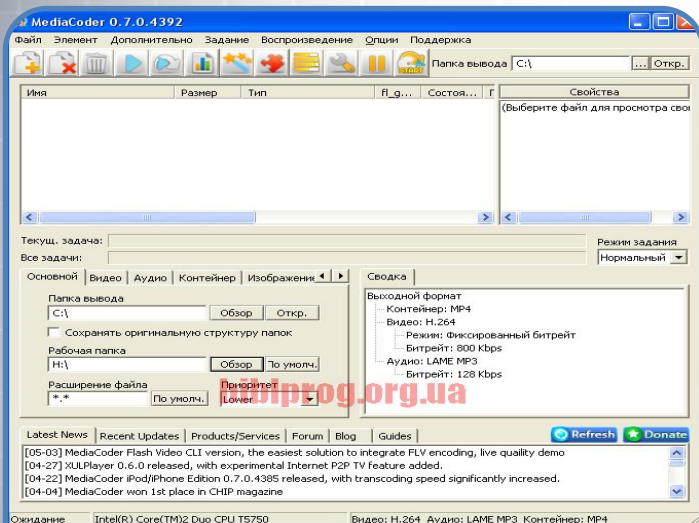 MediaCoder 0.7.0.4392
Файл Элемент Дополнительно Задание Воспроизведение Опции Поддержка
START Папка вывода C:\ ... Откр.
Имя Размер Тип fl_g... Состоя... Свойства
(Выберите файл для просмотра сво
Текущ. задача:
Все задачи:
Режим задания
Нормальный
Основной Видео Аудио Контейнер Изображение
Папка вывода
C:\ Обзор Откр.
Сохранять оригинальную структуру папок
Рабочая папка
H:\ Обзор По умолч.
Расширение файла Приоритет
*.* По умолч. Lower
Сводка
Выходной формат
Контейнер: MP4
Видео: H.264
Режим: Фиксированный битрейт
Битрейт: 800 Kbps
Аудио: LAME MP3
Битрейт: 128 Kbps
hibiprog.org.ua
Latest News Recent Updates Products/Services Forum Blog Guides Refresh Donate
[05-03] MediaCoder Flash Video CLI version, the easiest solution to integrate FLV encoding, live quaility demo
[04-27] XULPlayer 0.6.0 released, with experimental Internet P2P TV feature added.
[04-22] MediaCoder iPod/iPhone Edition 0.7.0.4385 released, with transcoding speed significantly increased.
[04-04] MediaCoder won 1st place in CHIP magazine
Ожидание Intel(R) Core(TM)2 Duo CPU T5750 Видео: H.264 Аудио: LAME MP3 Контейнер: MP4